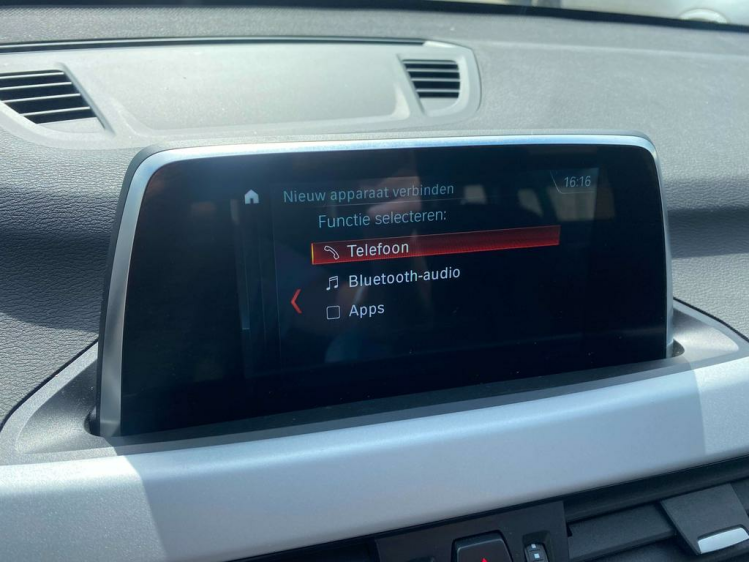 Nieuw apparaat verbinden
16:16
Functie selecteren:
Telefoon
Bluetooth-audio
Apps